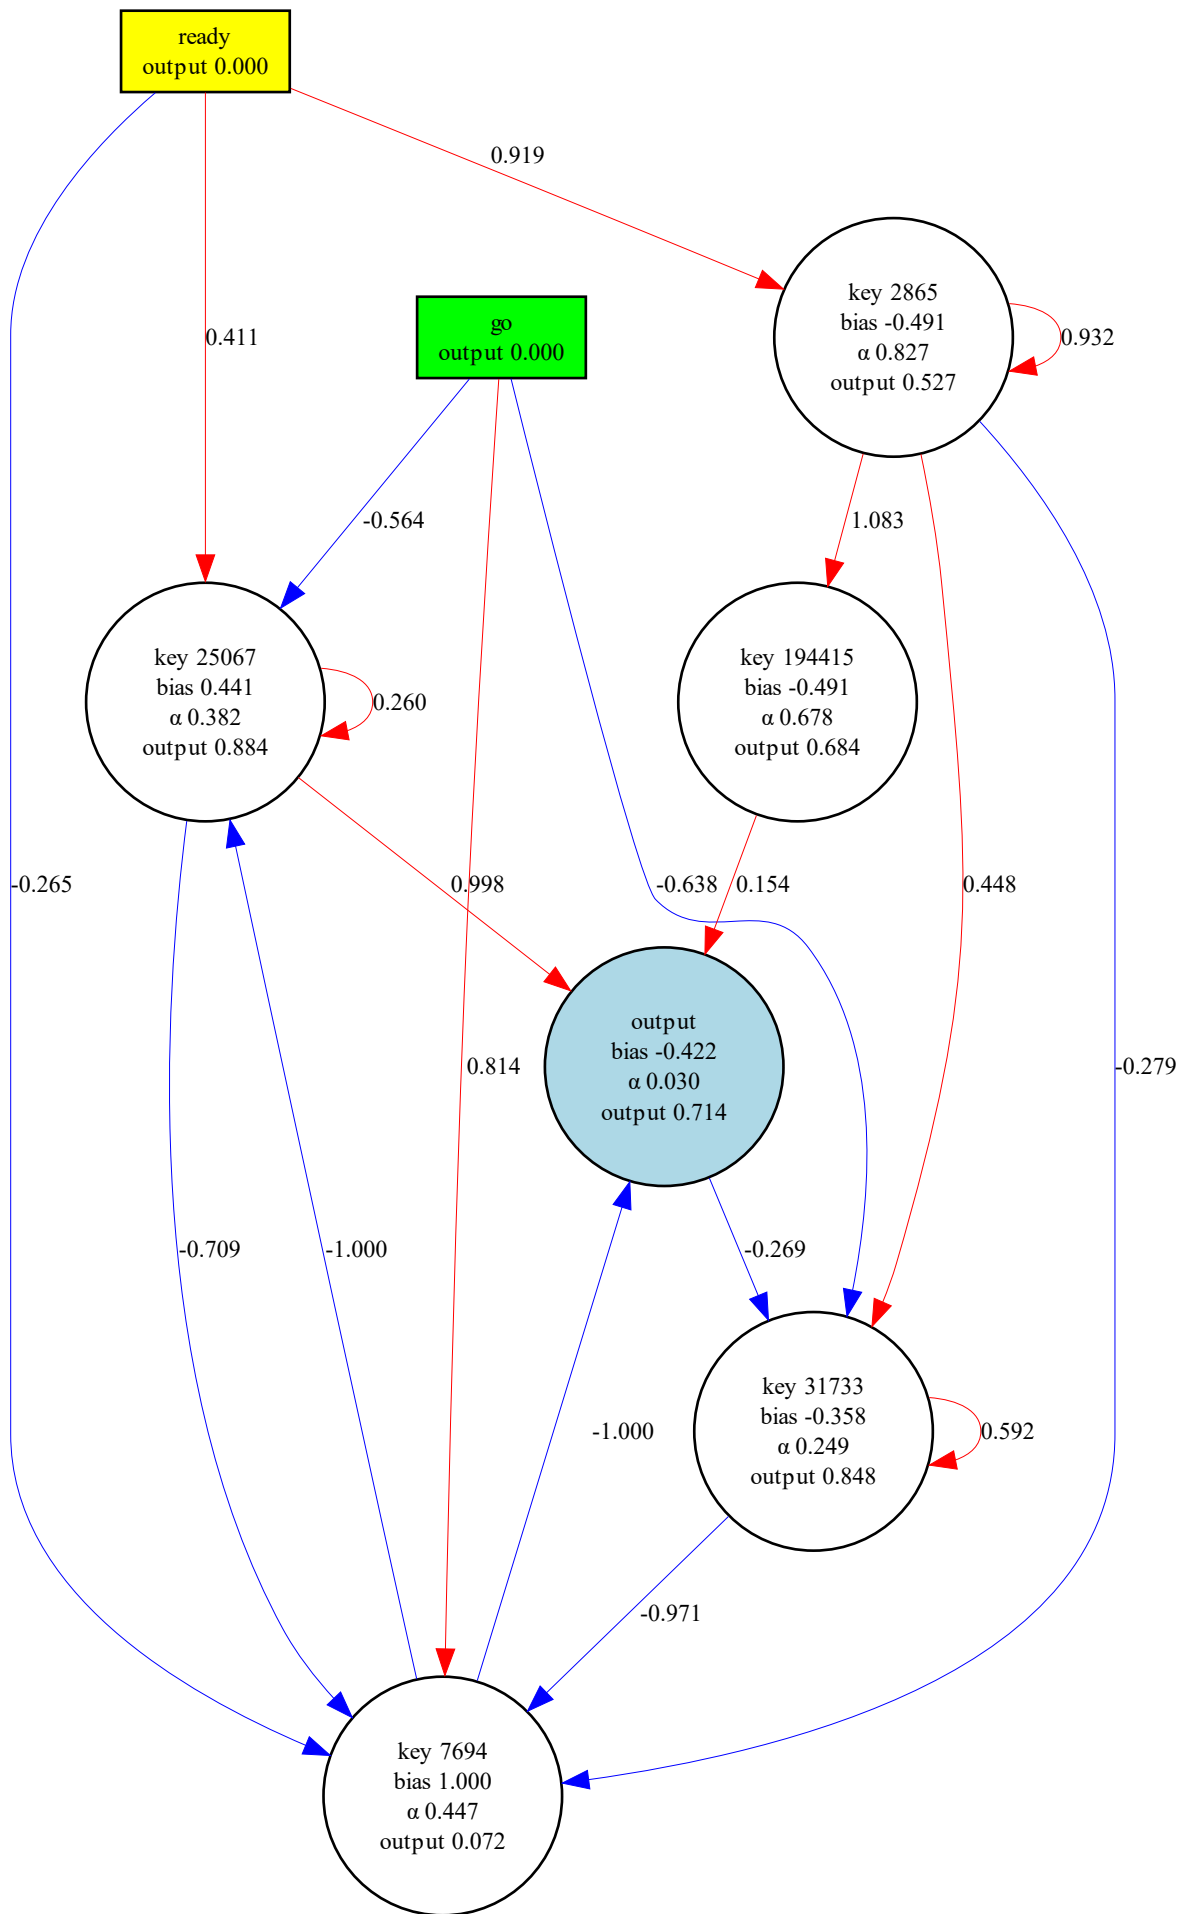 ready
output 0.000
0.919
key 2865
bias -0.491
α 0.827
output 0.527
0.932
go
output 0.000
0.411
-0.564
1.083
key 25067
bias 0.441
α 0.382
output 0.884
0.260
key 194415
bias -0.491
α 0.678
output 0.684
-0.265
0.998
-0.638
0.154
0.448
output
bias -0.422
α 0.030
output 0.714
0.814
-0.279
-0.709
-1.000
-0.269
key 31733
bias -0.358
α 0.249
output 0.848
0.592
-1.000
-0.971
key 7694
bias 1.000
α 0.447
output 0.072